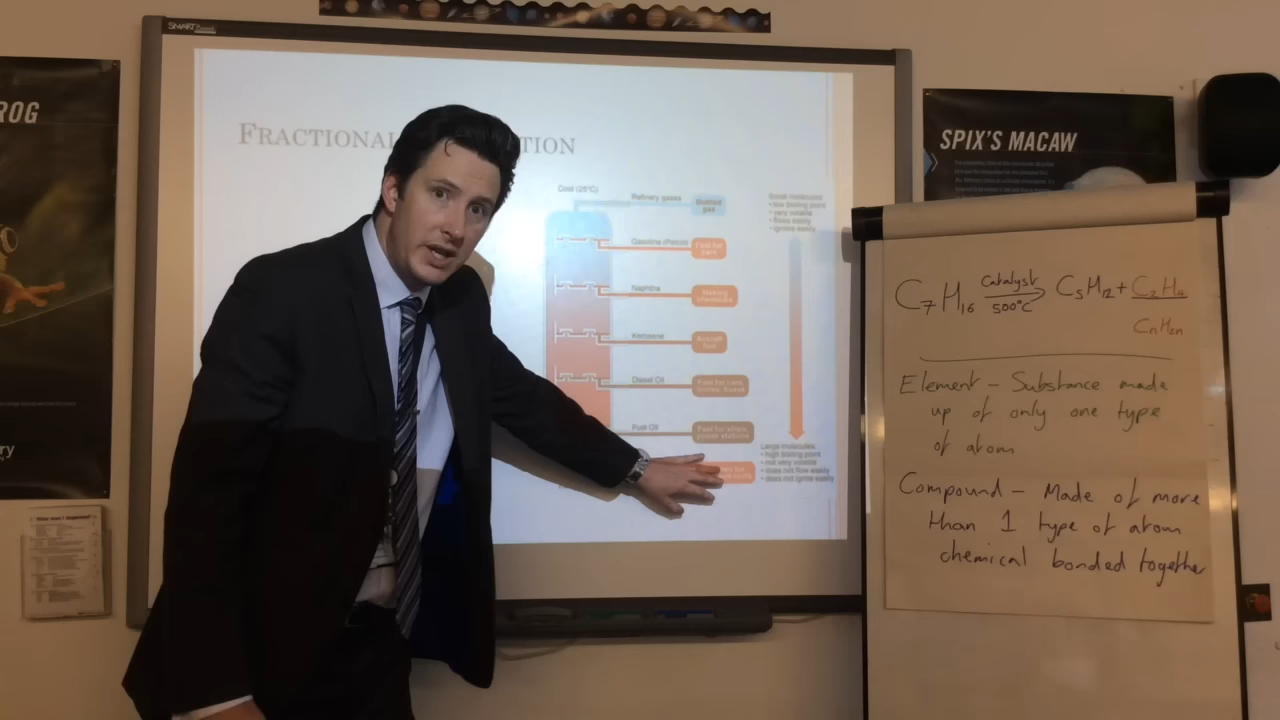 SMART
ROG
FRACTIONAL TION
SPIX'S MACAW
Cool (25°C)
Refinery gases
Bottled
gas
Small molecules:
• low boiling point
• very volatile
• flows easily
• ignites easily
Gasoline (Petrol)
Fuel for
cars
Naphtha
Making
chemicals
Kerosene
Aircraft
fuel
Diesel Oil
Fuel for cars,
lorries, buses
Fuel Oil
Fuel for ships,
power stations
Large molecules:
• high boiling point
• not very volatile
• does not flow easily
• does not ignite easily
C7H16 Catalyst 500°C C5H12 + C2H4
CnH2n
Element - Substance made
up of only one type
of atom
Compound - Made of more
than 1 type of atom
chemical bonded together
ry